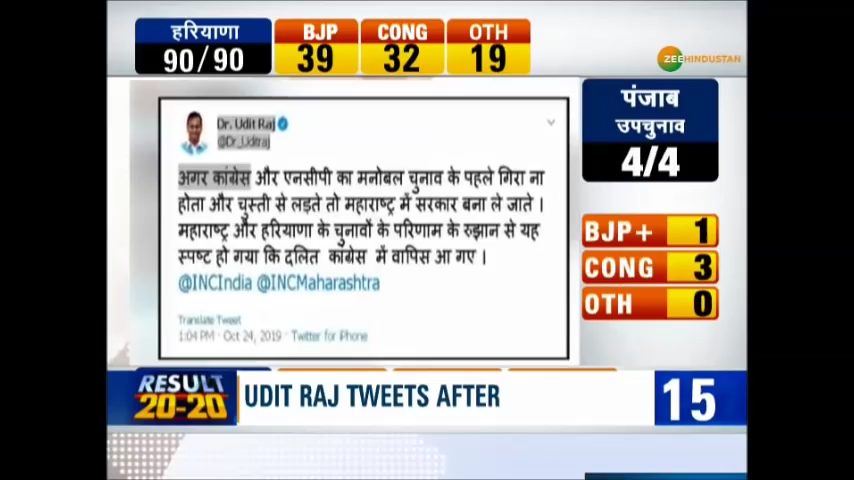 हरियाणा
90/90
BJP
39
CONG
32
OTH
19
ZEE HINDUSTAN
पंजाब
उपचुनाव
4/4
BJP+ 1
CONG 3
OTH 0
Dr. Udit Raj
@Dr_Uditraj
अगर कांग्रेस और एनसीपी का मनोबल चुनाव के पहले गिरा ना
होता और चुस्ती से लड़ते तो महाराष्ट्र में सरकार बना ले जाते ।
महाराष्ट्र और हरियाणा के चुनावों के परिणाम के रुझान से यह
स्पष्ट हो गया कि दलित कांग्रेस में वापिस आ गए ।
@INCIndia @INCMaharashtra
Translate Tweet
1:04 PM · Oct 24, 2019 · Twitter for iPhone
RESULT
20-20
UDIT RAJ TWEETS AFTER
15